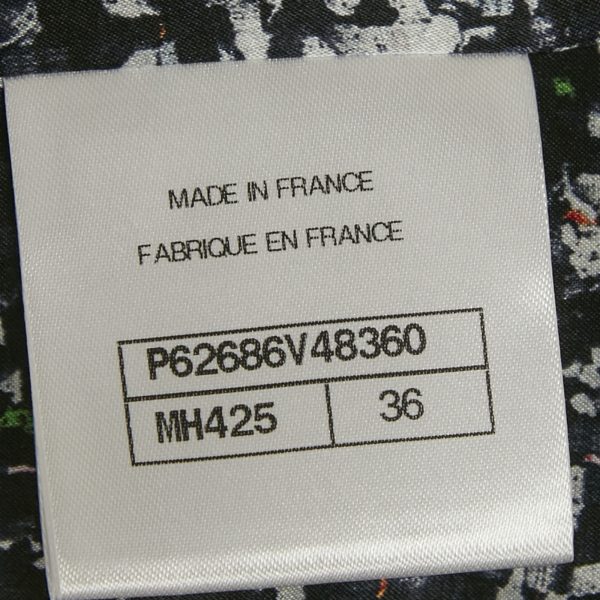 MADE IN FRANCE
FABRIQUE EN FRANCE
P62686V48360
MH425 36